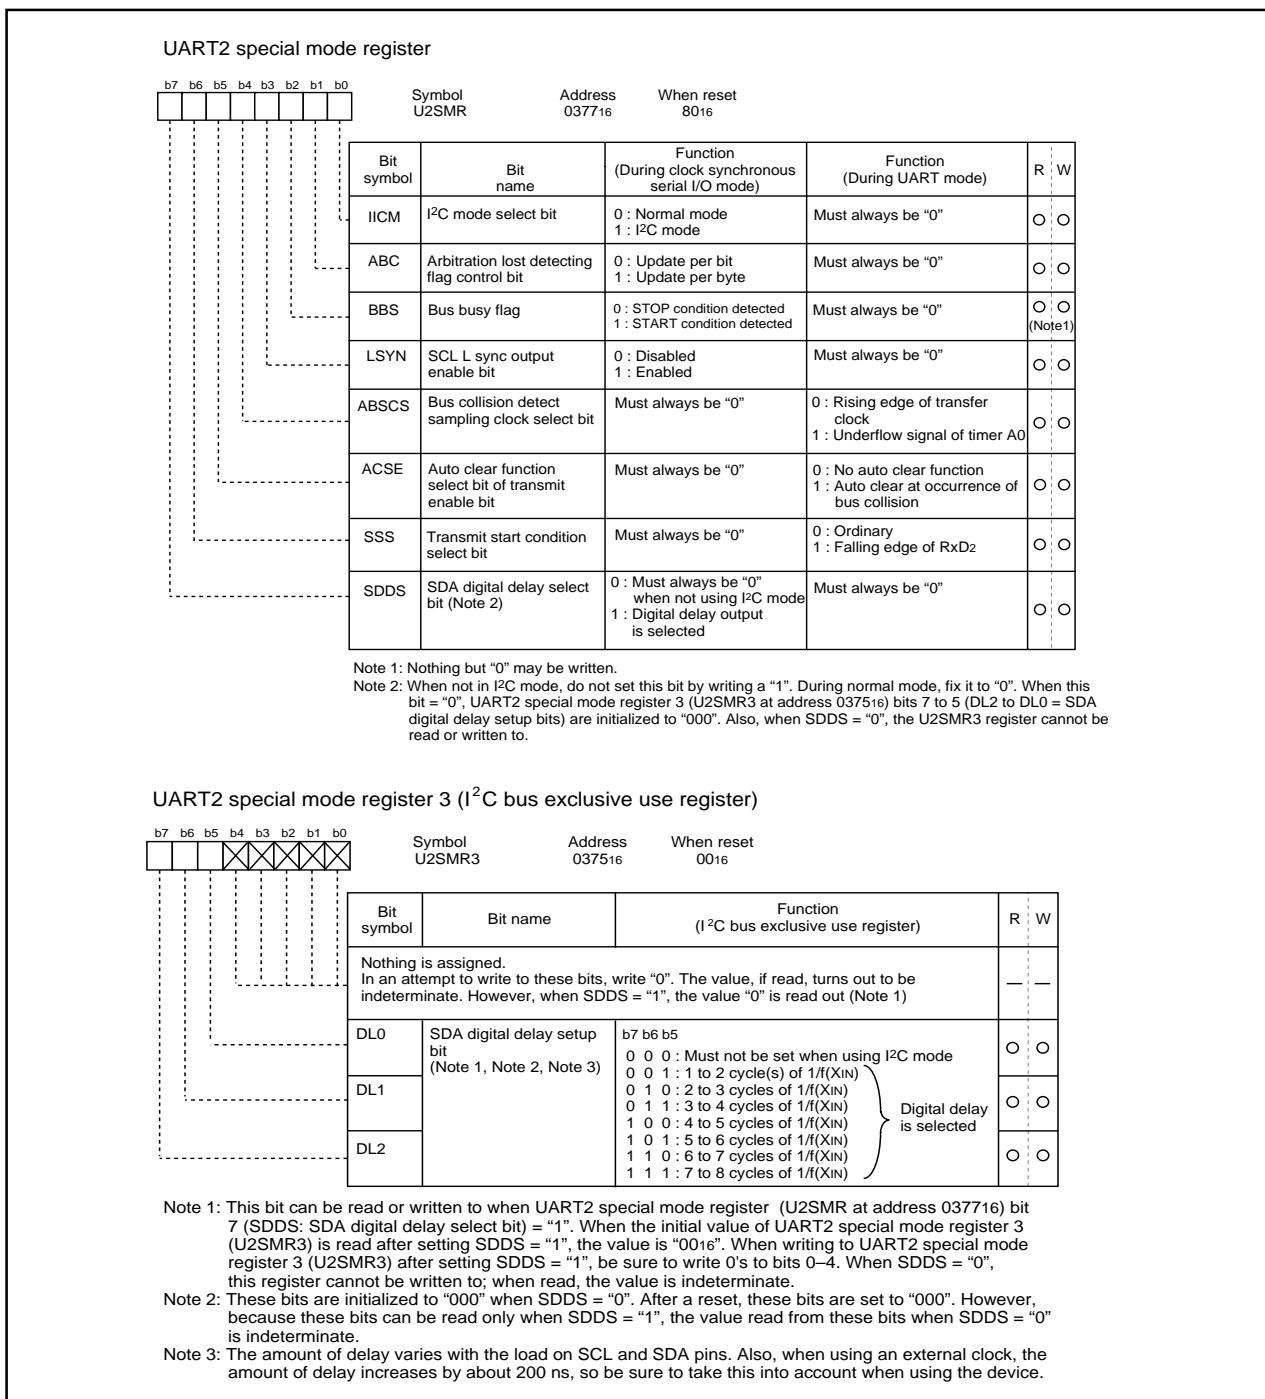 UART2 special mode register
b7 b6 b5 b4 b3 b2 b1 b0
Symbol Address When reset
U2SMR 037716 8016
Bit symbol Bit name Function (During clock synchronous serial I/O mode) Function (During UART mode) R W
IICM I2C mode select bit 0 : Normal mode 1 : I2C mode Must always be “0”
ABC Arbitration lost detecting flag control bit 0 : Update per bit 1 : Update per byte Must always be “0”
BBS Bus busy flag 0 : STOP condition detected 1 : START condition detected Must always be “0” (Note1)
LSYN SCL L sync output enable bit 0 : Disabled 1 : Enabled Must always be “0”
ABSCS Bus collision detect sampling clock select bit Must always be “0” 0 : Rising edge of transfer clock 1 : Underflow signal of timer A0
ACSE Auto clear function select bit of transmit enable bit Must always be “0” 0 : No auto clear function 1 : Auto clear at occurrence of bus collision
SSS Transmit start condition select bit Must always be “0” 0 : Ordinary 1 : Falling edge of RxD2
SDDS SDA digital delay select bit (Note 2) 0 : Must always be “0” when not using I2C mode 1 : Digital delay output is selected Must always be “0”
Note 1: Nothing but “0” may be written.
Note 2: When not in I2C mode, do not set this bit by writing a “1”. During normal mode, fix it to “0”. When this
bit = “0”, UART2 special mode register 3 (U2SMR3 at address 037516) bits 7 to 5 (DL2 to DL0 = SDA
digital delay setup bits) are initialized to “000”. Also, when SDDS = “0”, the U2SMR3 register cannot be
read or written to.
UART2 special mode register 3 (I2C bus exclusive use register)
b7 b6 b5 b4 b3 b2 b1 b0
Symbol Address When reset
U2SMR3 037516 0016
Bit symbol Bit name Function (I2C bus exclusive use register) R W
Nothing is assigned.
In an attempt to write to these bits, write “0”. The value, if read, turns out to be
indeterminate. However, when SDDS = “1”, the value “0” is read out (Note 1)
— —
DL0 SDA digital delay setup bit (Note 1, Note 2, Note 3)
DL1
DL2
b7 b6 b5
0 0 0 : Must not be set when using I2C mode
0 0 1 : 1 to 2 cycle(s) of 1/f(XIN)
0 1 0 : 2 to 3 cycles of 1/f(XIN)
0 1 1 : 3 to 4 cycles of 1/f(XIN)
1 0 0 : 4 to 5 cycles of 1/f(XIN)
1 0 1 : 5 to 6 cycles of 1/f(XIN)
1 1 0 : 6 to 7 cycles of 1/f(XIN)
1 1 1 : 7 to 8 cycles of 1/f(XIN)
Digital delay
is selected
Note 1: This bit can be read or written to when UART2 special mode register (U2SMR at address 037716) bit
7 (SDDS: SDA digital delay select bit) = “1”. When the initial value of UART2 special mode register 3
(U2SMR3) is read after setting SDDS = “1”, the value is “0016”. When writing to UART2 special mode
register 3 (U2SMR3) after setting SDDS = “1”, be sure to write 0's to bits 0–4. When SDDS = “0”,
this register cannot be written to; when read, the value is indeterminate.
Note 2: These bits are initialized to “000” when SDDS = “0”. After a reset, these bits are set to “000”. However,
because these bits can be read only when SDDS = “1”, the value read from these bits when SDDS = “0”
is indeterminate.
Note 3: The amount of delay varies with the load on SCL and SDA pins. Also, when using an external clock, the
amount of delay increases by about 200 ns, so be sure to take this into account when using the device.